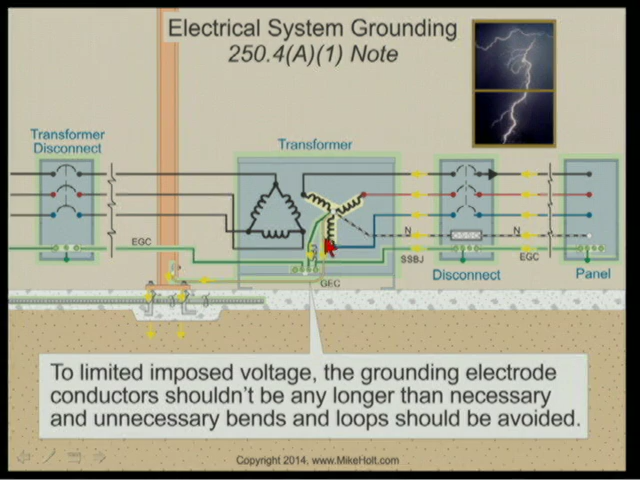 Electrical System Grounding
250.4(A)(1) Note
Transformer
Disconnect
Transformer
N
N
EGC
SSBJ
EGC
GEC
Disconnect
Panel
To limited imposed voltage, the grounding electrode
conductors shouldn't be any longer than necessary
and unnecessary bends and loops should be avoided.
Copyright 2014, www.MikeHolt.com